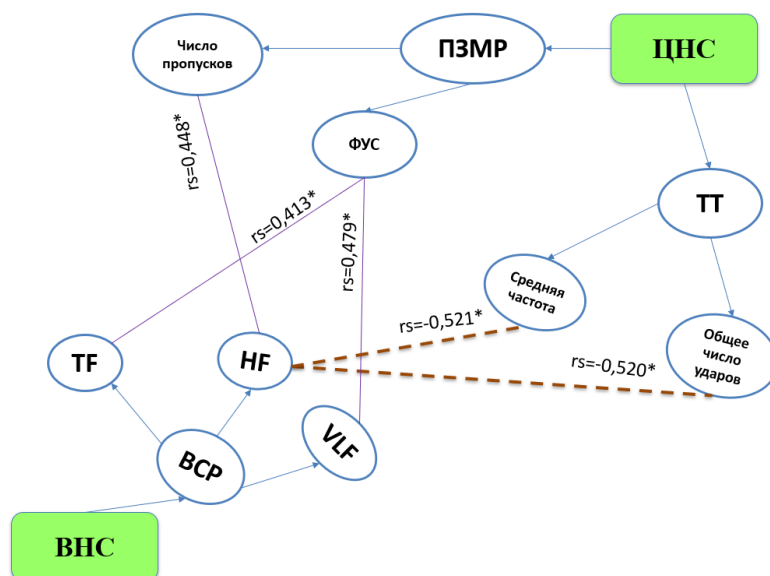 Число
пропусков
ПЗМР
ЦНС
ФУС
rs=0,448*
rs=0,413*
rs=0,479*
ТТ
Средняя
частота
rs=-0,521*
Общее
число
ударов
rs=-0,520*
TF
HF
VLF
ВСР
ВНС